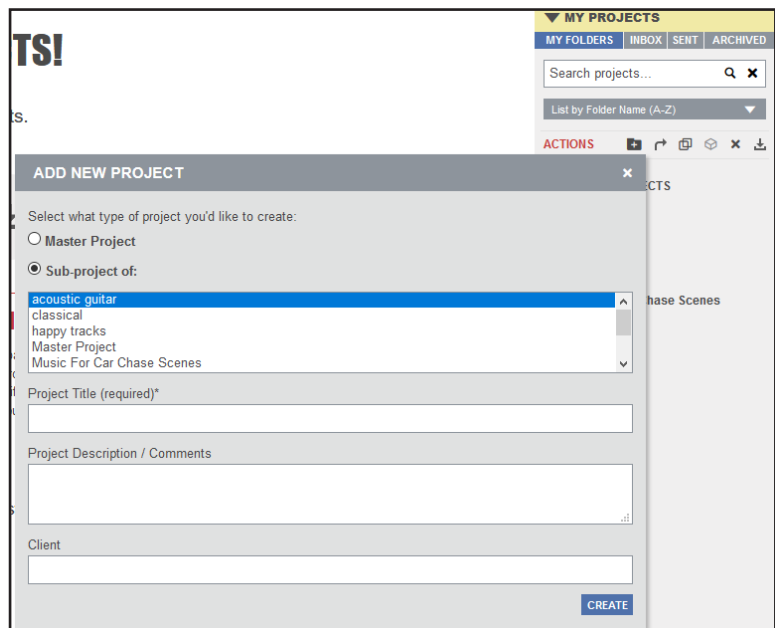 MY PROJECTS
MY FOLDERS INBOX SENT ARCHIVED
TS!
Search projects...
ts.
List by Folder Name (A-Z)
ACTIONS
ADD NEW PROJECT
CTS
Select what type of project you'd like to create:
Master Project
Sub-project of:
acoustic guitar
hase Scenes
classical
happy tracks
Master Project
Music For Car Chase Scenes
Project Title (required)*
Project Description / Comments
Client
CREATE